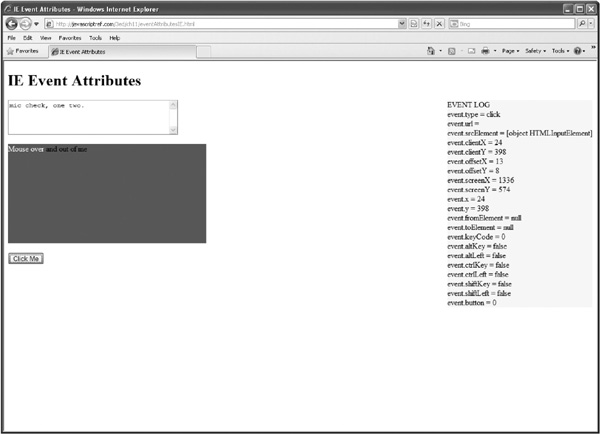 IE Event Attributes - Windows Internet Explorer
http://javascriptref.com/3ed/ch11/eventAttributesIE.html
Bing
File Edit View Favorites Tools Help
Favorites IE Event Attributes
Page Safety Tools
IE Event Attributes
mic check, one two.
Mouse over and out of me
Click Me
EVENT LOG
event.type = click
event.url =
event.srcElement = [object HTMLInputElement]
event.clientX = 24
event.clientY = 398
event.offsetX = 13
event.offsetY = 8
event.screenX = 1336
event.screenY = 574
event.x = 24
event.y = 398
event.fromElement = null
event.toElement = null
event.keyCode = 0
event.altKey = false
event.altLeft = false
event.ctrlKey = false
event.ctrlLeft = false
event.shiftKey = false
event.shiftLeft = false
event.button = 0